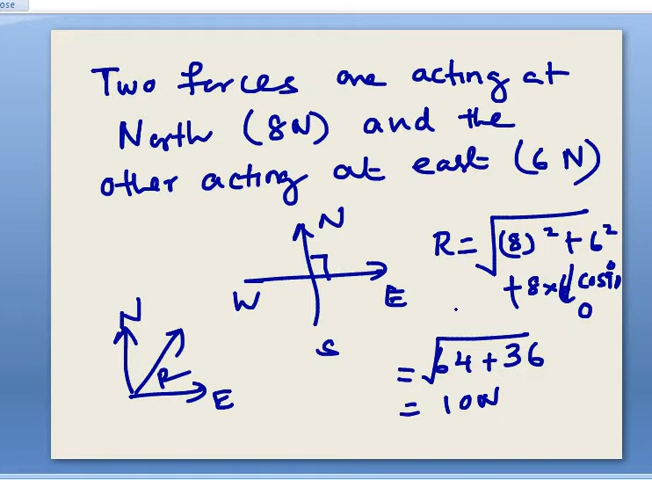 ose
Two forces one acting at
North (8N) and the
other acting at east (6 N)
N
W
E
S
R = √(8)² + 6²
+ 8×6
0
N
R
E
= √64 + 36
= 10N